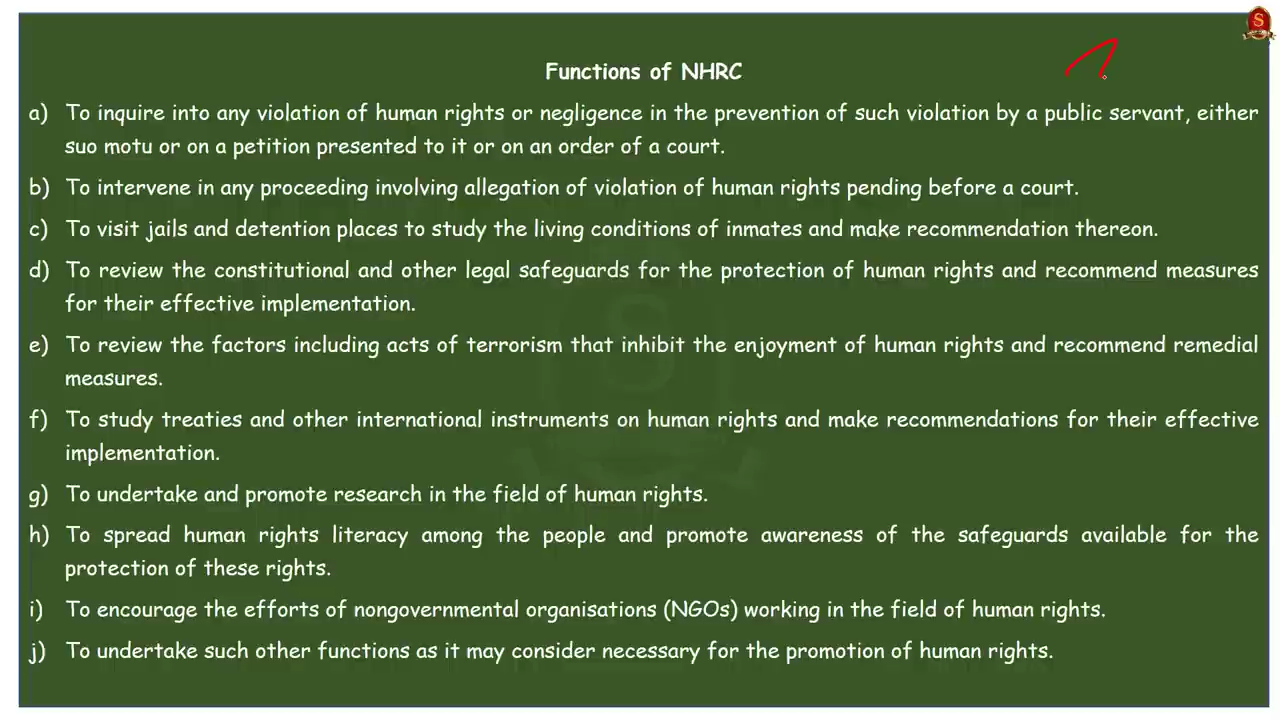 S
Functions of NHRC
a) To inquire into any violation of human rights or negligence in the prevention of such violation by a public servant, either
suo motu or on a petition presented to it or on an order of a court.
b) To intervene in any proceeding involving allegation of violation of human rights pending before a court.
c) To visit jails and detention places to study the living conditions of inmates and make recommendation thereon.
d) To review the constitutional and other legal safeguards for the protection of human rights and recommend measures
for their effective implementation.
e) To review the factors including acts of terrorism that inhibit the enjoyment of human rights and recommend remedial
measures.
f) To study treaties and other international instruments on human rights and make recommendations for their effective
implementation.
g) To undertake and promote research in the field of human rights.
h) To spread human rights literacy among the people and promote awareness of the safeguards available for the
protection of these rights.
i) To encourage the efforts of nongovernmental organisations (NGOs) working in the field of human rights.
j) To undertake such other functions as it may consider necessary for the promotion of human rights.